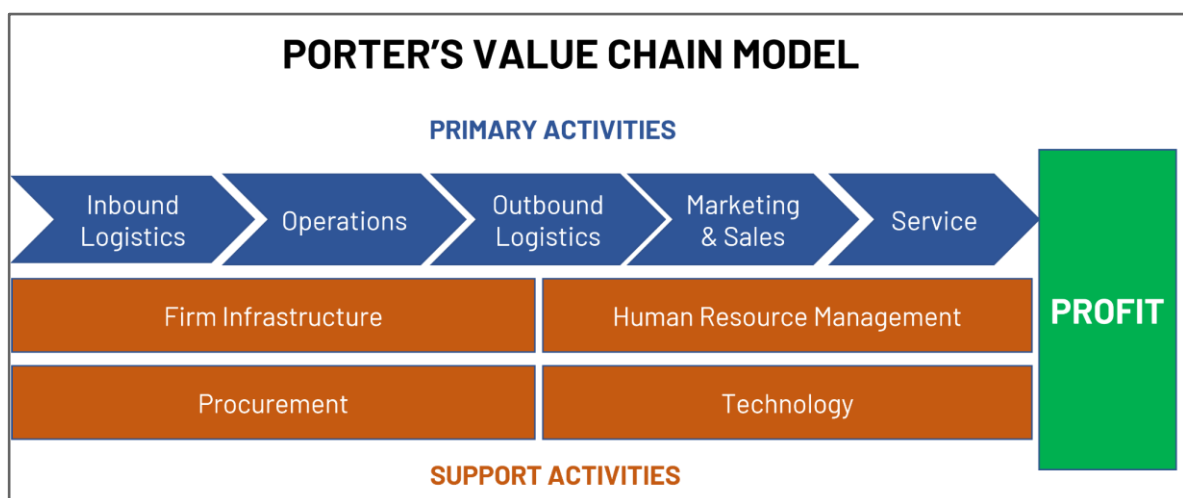 PORTER'S VALUE CHAIN MODEL
PRIMARY ACTIVITIES
Inbound
Logistics
Operations
Outbound
Logistics
Marketing
& Sales
Service
Firm Infrastructure
Human Resource Management
PROFIT
Procurement
Technology
SUPPORT ACTIVITIES